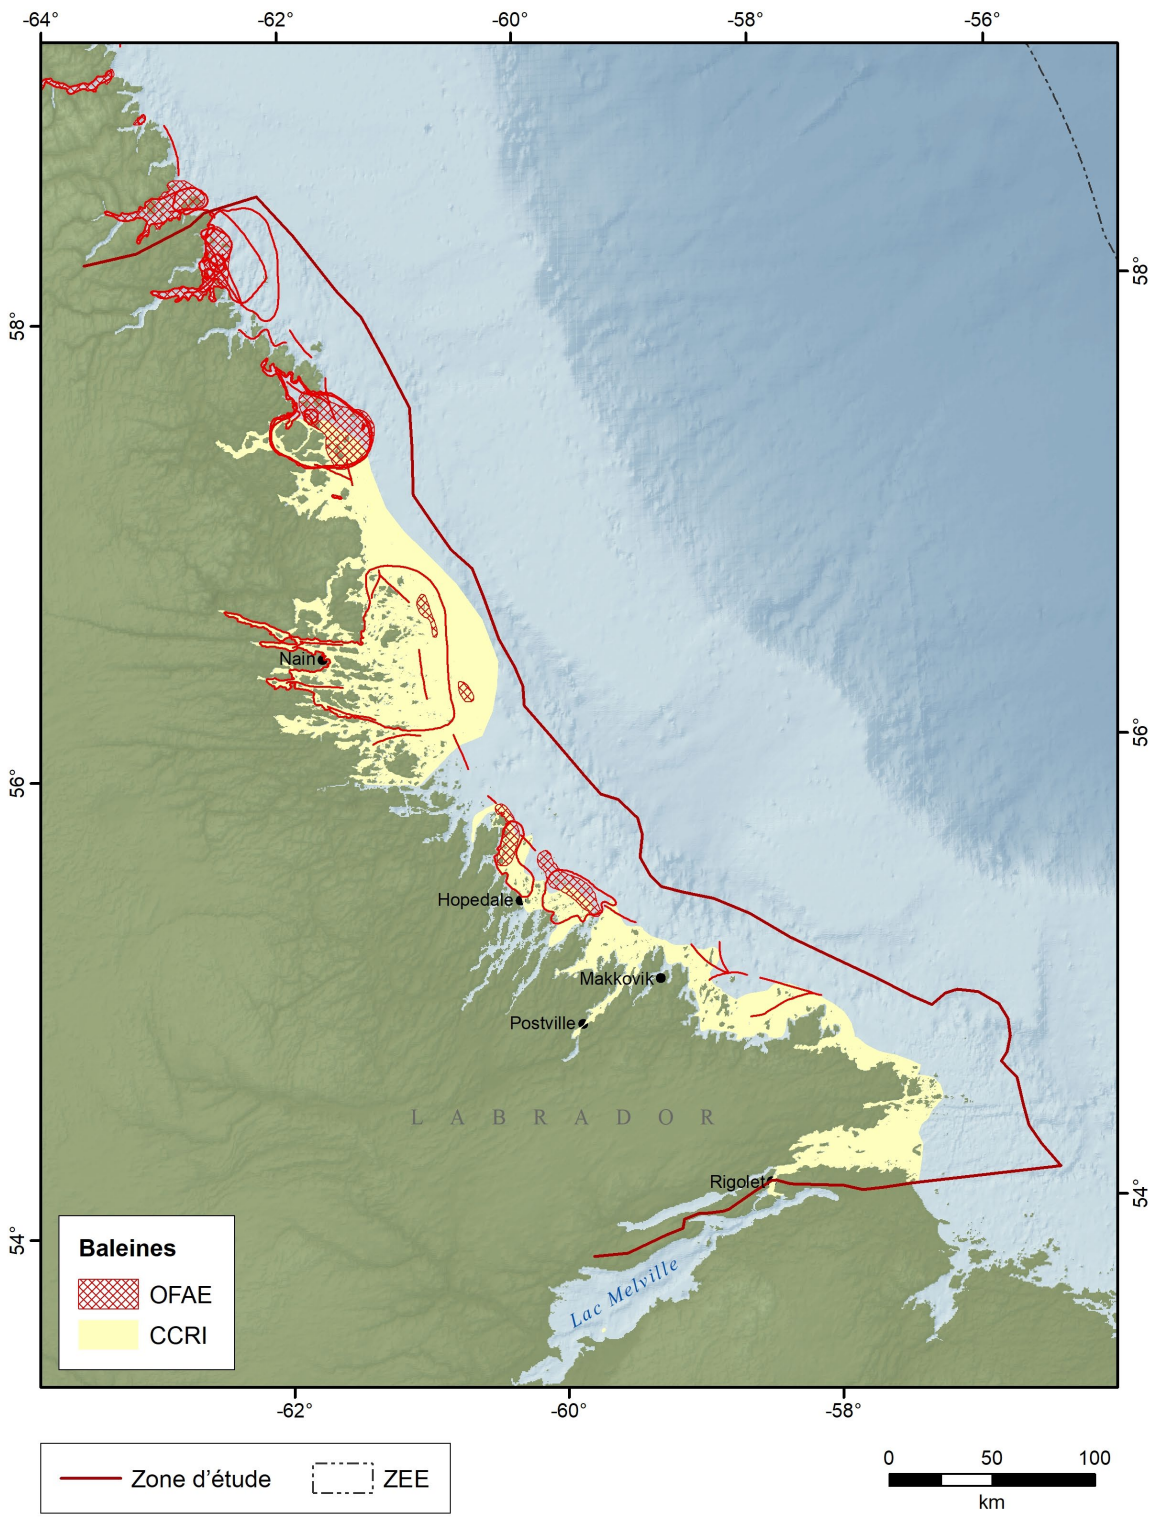 -64° -62° -60° -58° -56°
58° 58°
Nain
56° 56°
Hopedale
Makkovik
Postville
LABRADOR
Rigolet
54° 54°
Lac Melville
Baleines
OFAE
CCRI
-62° -60° -58°
Zone d'étude ZEE
0 50 100
km